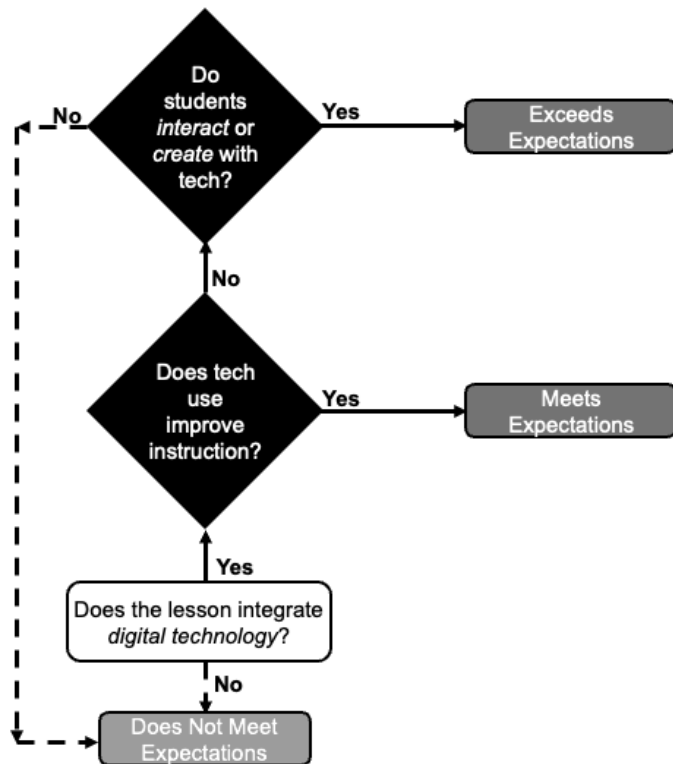 Do
students
interact or
create with
tech?
No
Yes
Exceeds
Expectations
No
Does tech
use
improve
instruction?
Yes
Meets
Expectations
Yes
Does the lesson integrate
digital technology?
No
Does Not Meet
Expectations